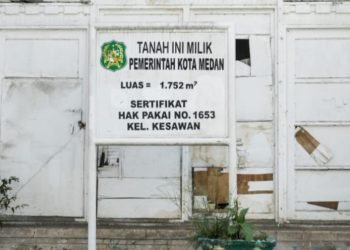 TANAH INI MILIK
PEMERINTAH KOTA MEDAN
LUAS = 1.752 m²
SERTIFIKAT
HAK PAKAI NO. 1653
KEL. KESAWAN